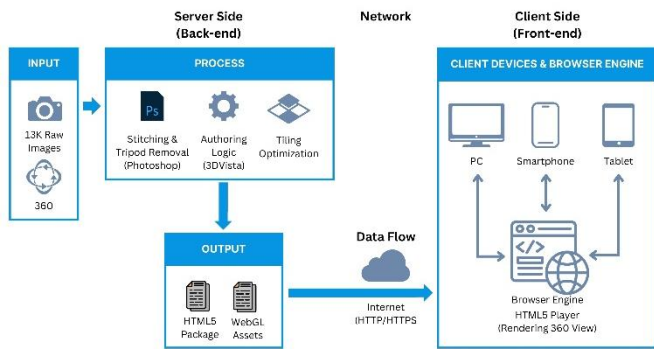 Server Side
(Back-end)
Network
Client Side
(Front-end)
INPUT
13K Raw
Images
360
PROCESS
Ps
Stitching &
Tripod Removal
(Photoshop)
Authoring
Logic
(3DVista)
Tiling
Optimization
OUTPUT
HTML5
Package
WebGL
Assets
Data Flow
Internet
(HTTP/HTTPS
CLIENT DEVICES & BROWSER ENGINE
PC
Smartphone
Tablet
</>
Browser Engine
HTML5 Player
(Rendering 360 View)